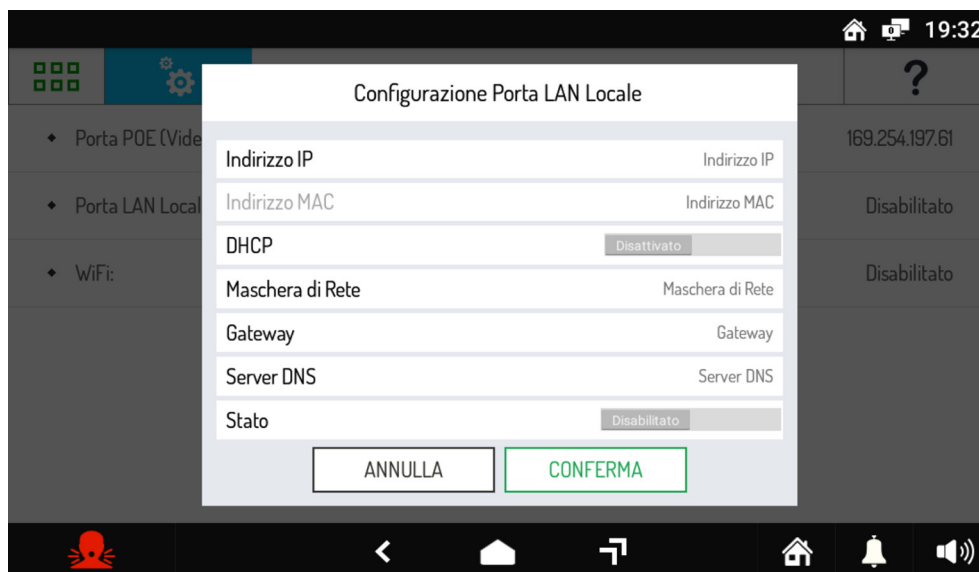 19:32
Configurazione Porta LAN Locale
Porta POE (Vide
169.254.197.61
Indirizzo IP
Indirizzo IP
Porta LAN Local
Disabilitato
Indirizzo MAC
Indirizzo MAC
DHCP
Disattivato
WiFi:
Disabilitato
Maschera di Rete
Maschera di Rete
Gateway
Gateway
Server DNS
Server DNS
Stato
Disabilitato
ANNULLA
CONFERMA